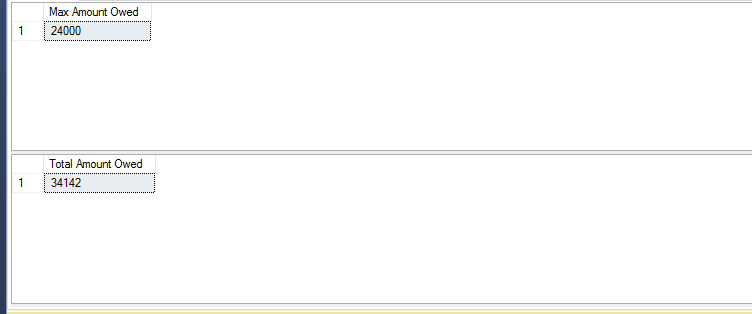 Max Amount Owed
1 24000
Total Amount Owed
1 34142